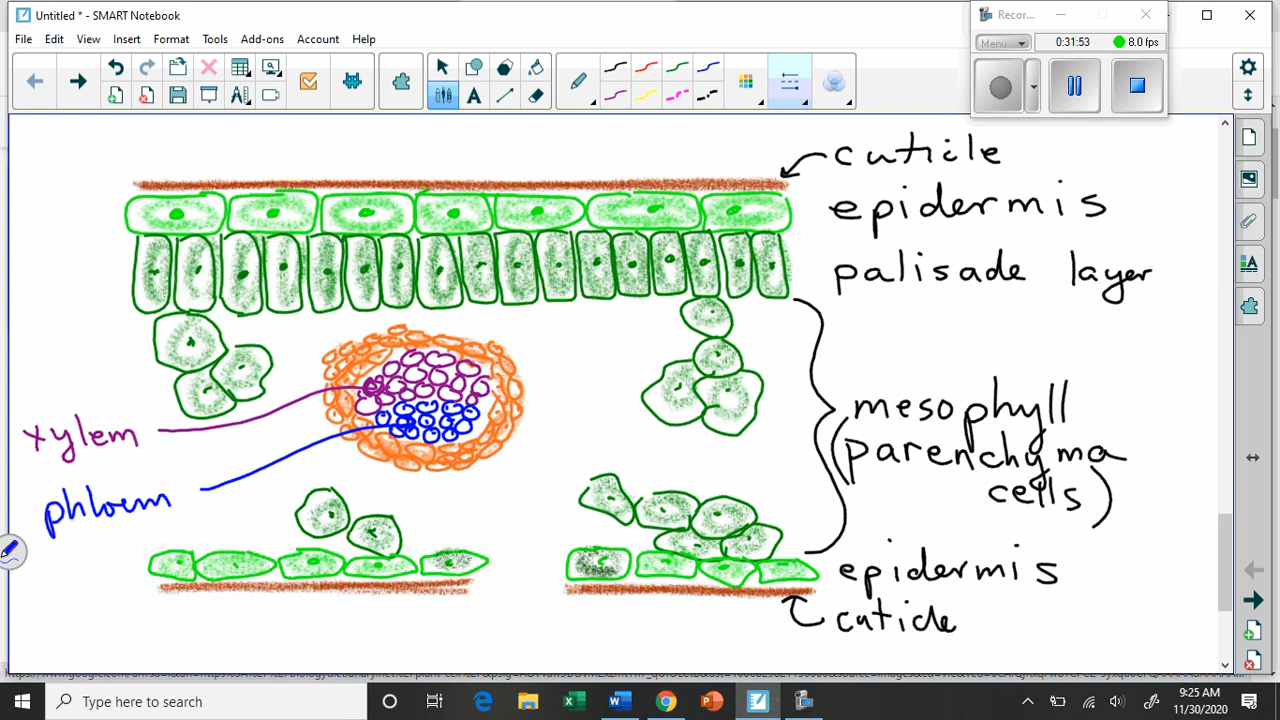 Untitled * - SMART Notebook
Recor...
File Edit View Insert Format Tools Add-ons Account Help
Menu
0:31:53
8.0 fps
cuticle
epidermis
palisade layer
mesophyll
(parenchyma
cells)
xylem
phloem
epidermis
cuticle
Type here to search
9:25 AM
11/30/2020